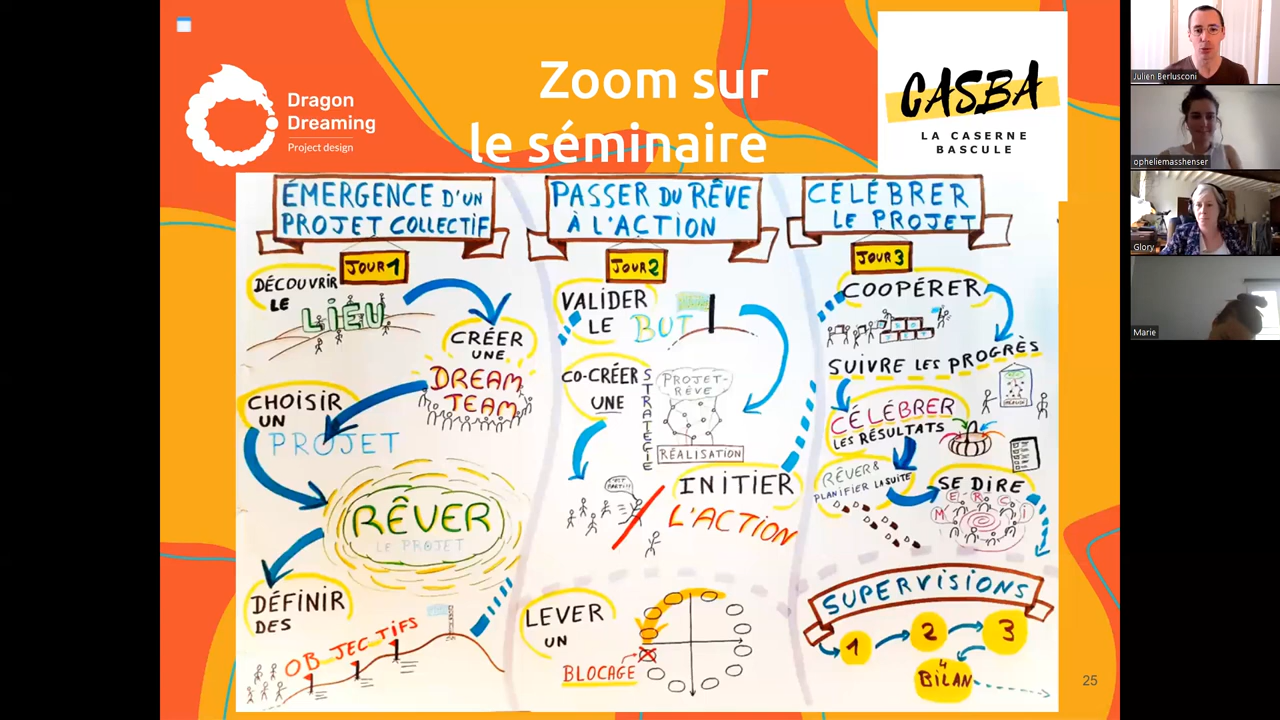 Dragon
Dreaming
Project design
Zoom sur
le séminaire
CASBA
LA CASERNE
BASCULE
ÉMERGENCE D'UN
PROJET COLLECTIF
JOUR 1
DÉCOUVRIR
LE
LIEU
CRÉER
UNE
DREAM
TEAM
CHOISIR
UN
PROJET
RÊVER
LE PROJET
DÉFINIR
DES
OBJECTIFS
PASSER DU RÊVE
À L'ACTION
JOUR 2
VALIDER
LE BUT
CO-CRÉER
UNE
STRATEGIE
PROJET-
RÊVE
RÉALISATION
C'EST
PARTI!!
INITIER
L'ACTION
LEVER
UN
BLOCAGE
CÉLÉBRER
LE PROJET
JOUR 3
COOPÉRER
SUIVRE LES PROGRÈS
CÉLÉBRER
LES RÉSULTATS
RÊVER &
PLANIFIER LA SUITE
SE DIRE
MERCI
SUPERVISIONS
1
2
3
4
BILAN
25
Julien Berlusconi
opheliemasshenser
Glory
Marie